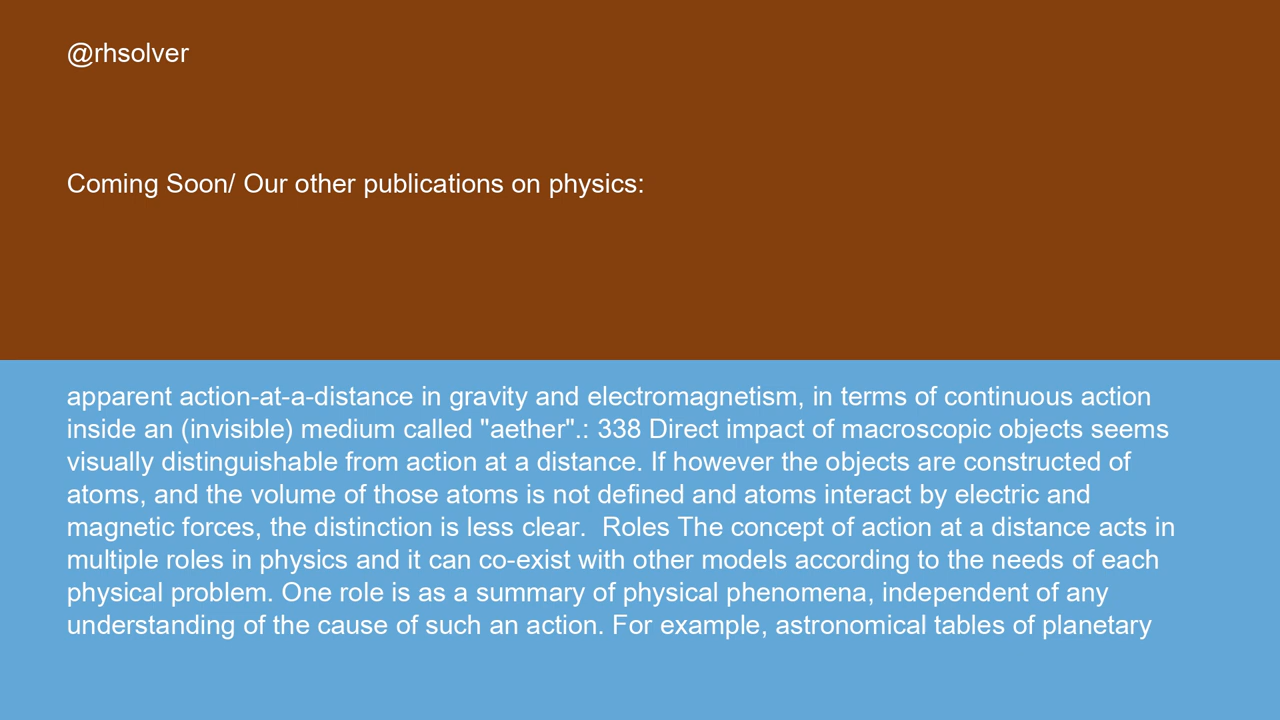 @rhsolver
Coming Soon/ Our other publications on physics:
apparent action-at-a-distance in gravity and electromagnetism, in terms of continuous action
inside an (invisible) medium called "aether".: 338 Direct impact of macroscopic objects seems
visually distinguishable from action at a distance. If however the objects are constructed of
atoms, and the volume of those atoms is not defined and atoms interact by electric and
magnetic forces, the distinction is less clear.  Roles The concept of action at a distance acts in
multiple roles in physics and it can co-exist with other models according to the needs of each
physical problem. One role is as a summary of physical phenomena, independent of any
understanding of the cause of such an action. For example, astronomical tables of planetary